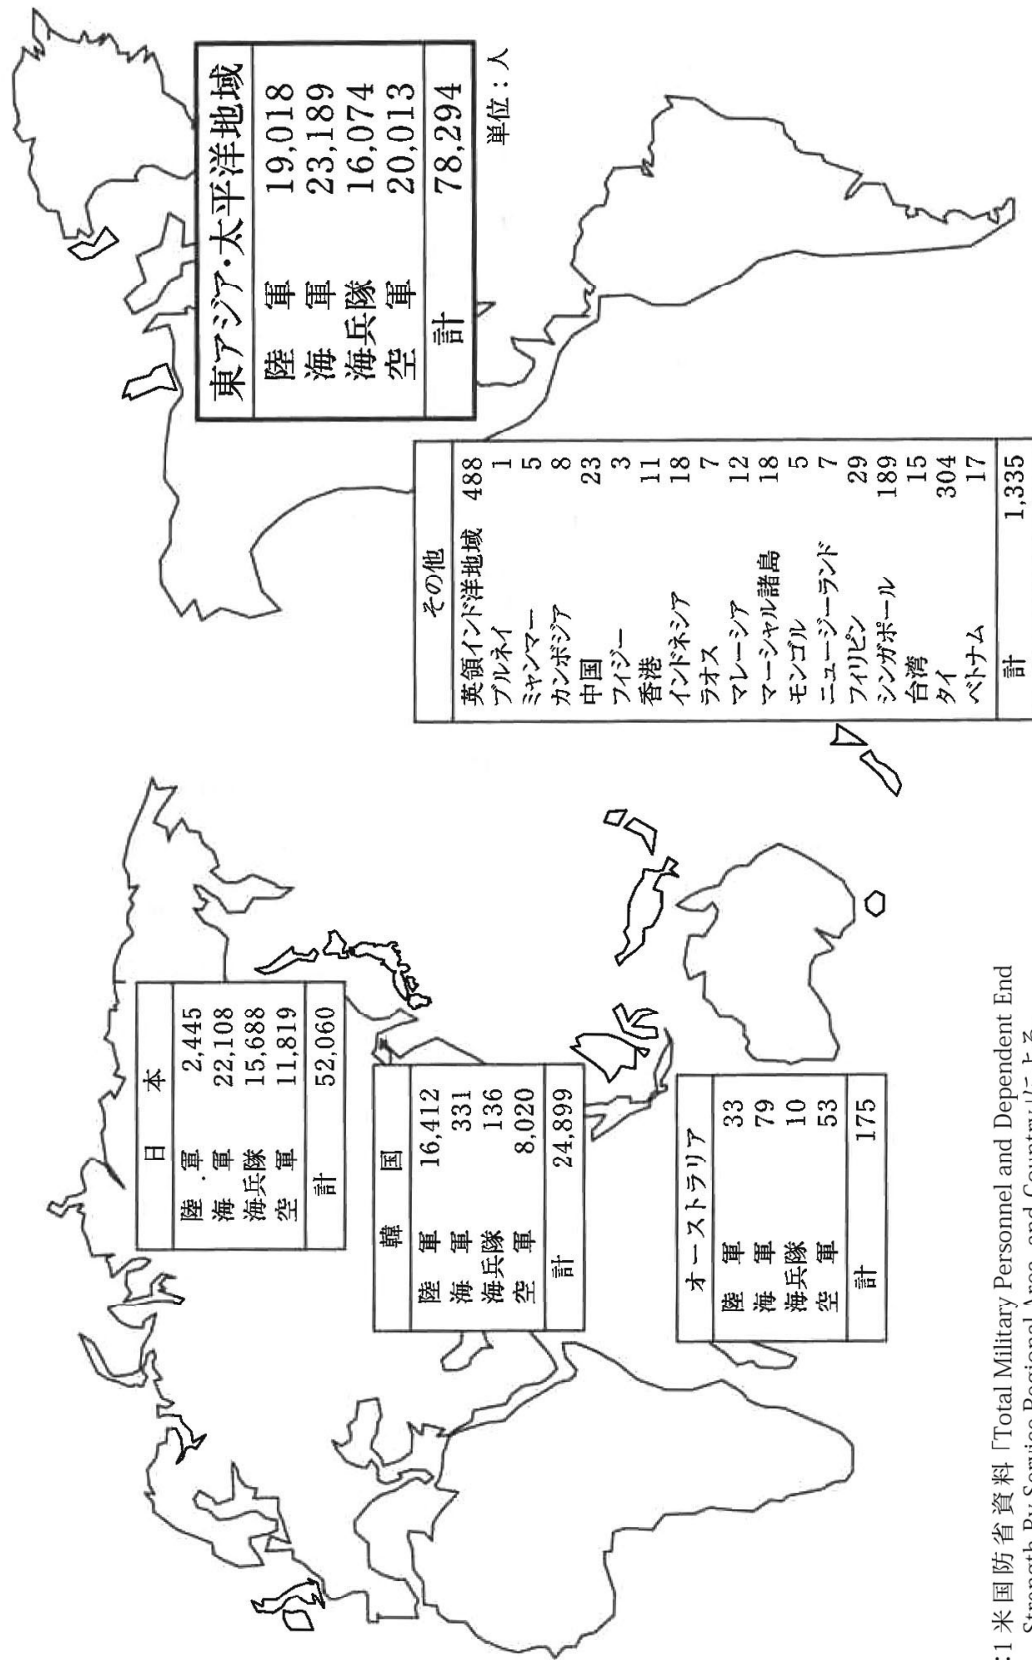 東アジア・太平洋地域
陸 軍 19,018
海 軍 23,189
海兵隊 16,074
空 軍 20,013
計 78,294
単位：人
日 本
陸．軍 2,445
海 軍 22,108
海兵隊 15,688
空 軍 11,819
計 52,060
韓 国
陸 軍 16,412
海 軍 331
海兵隊 136
空 軍 8,020
計 24,899
オーストラリア
陸 軍 33
海 軍 79
海兵隊 10
空 軍 53
計 175
その他
英領インド洋地域 488
ブルネイ 1
ミャンマー 5
カンボジア 8
中国 23
フィジー 3
香港 11
インドネシア 18
ラオス 7
マレーシア 12
マーシャル諸島 18
モンゴル 5
ニュージーランド 7
フィリピン 29
シンガポール 189
台湾 15
タイ 304
ベトナム 17
計 1,335
:1 米国防省資料「Total Military Personnel and Dependent End
Strength By Service Regional Area, and Country」による